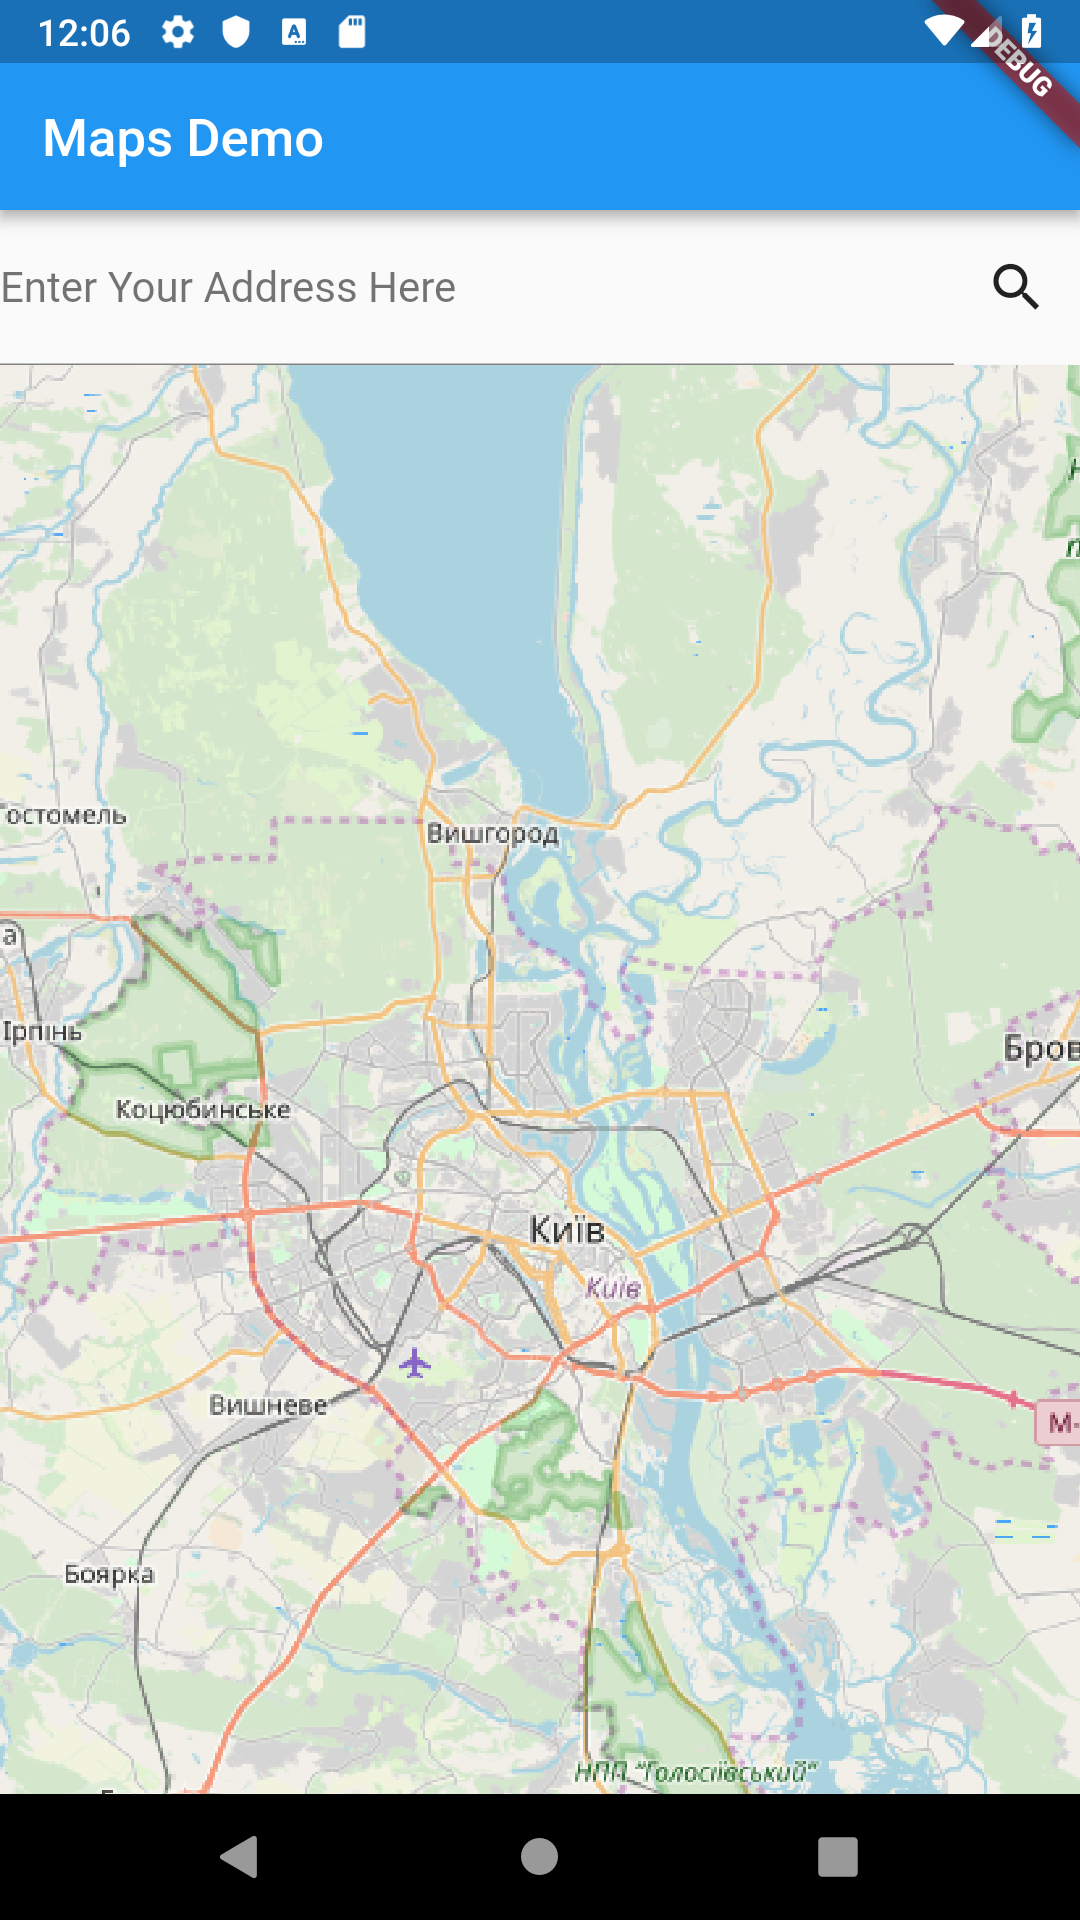 12:06
DEBUG
Maps Demo
Enter Your Address Here
остомель
Вишгород
а
Ірпінь
Бров
Коцюбинське
Київ
Київ
Вишневе
М-
Боярка
НПП "Голосіївський"